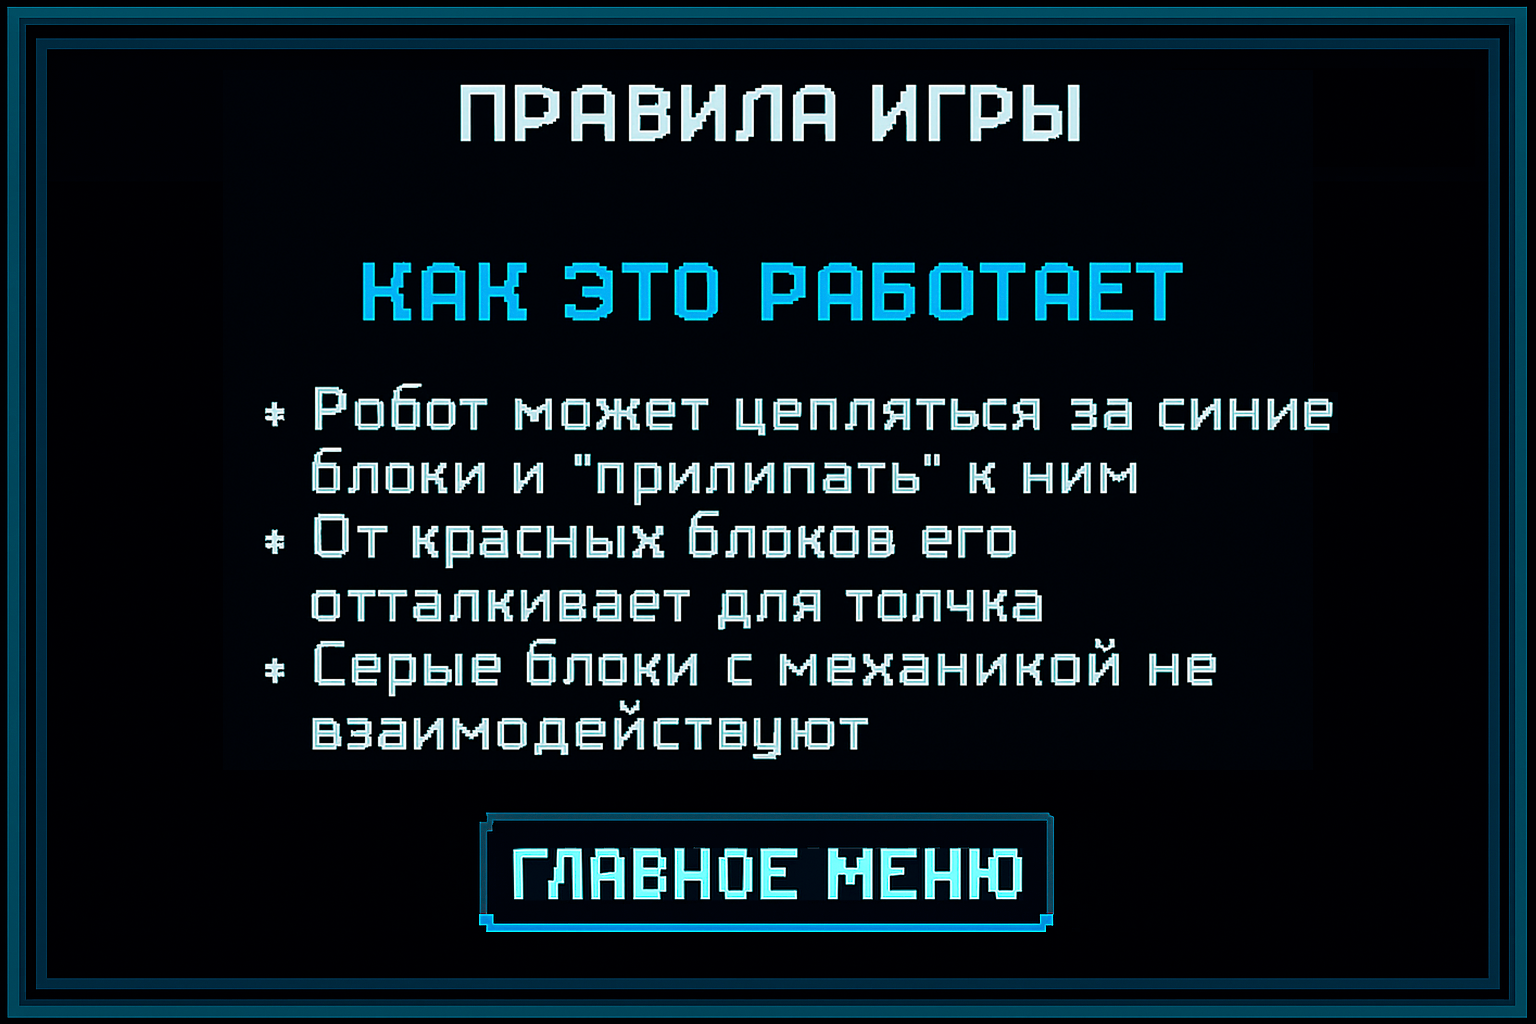 ПРАВИЛА ИГРЫ
КАК ЭТО РАБОТАЕТ
* Робот может цепляться за синие
блоки и "прилипать" к ним
* От красных блоков его
отталкивает для толчка
* Серые блоки с механикой не
взаимодействуют
ГЛАВНОЕ МЕНЮ